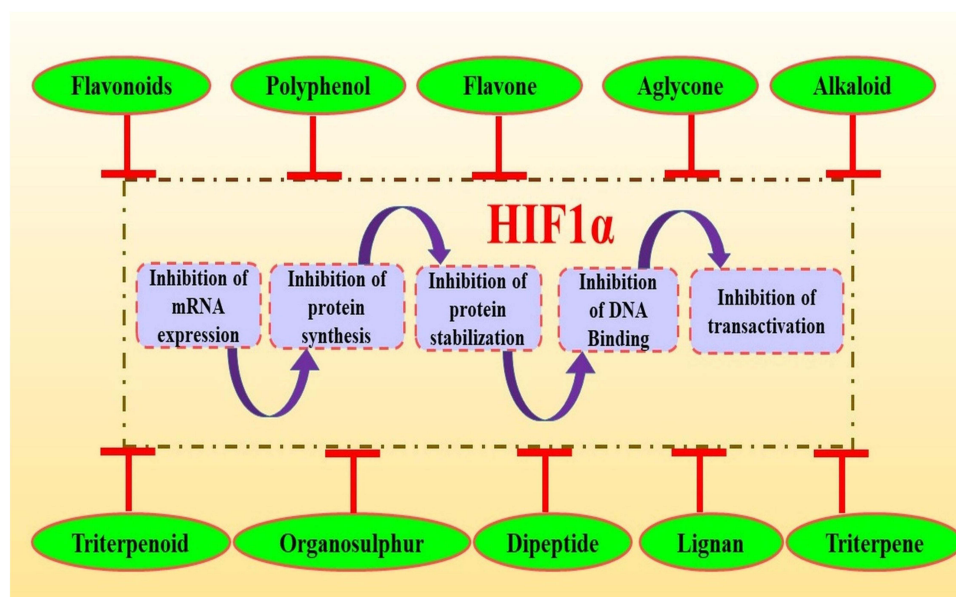 Flavonoids
Polyphenol
Flavone
Aglycone
Alkaloid
HIF1α
Inhibition of
mRNA
expression
Inhibition of
protein
synthesis
Inhibition of
protein
stabilization
Inhibition
of DNA
Binding
Inhibition of
transactivation
Triterpenoid
Organosulphur
Dipeptide
Lignan
Triterpene